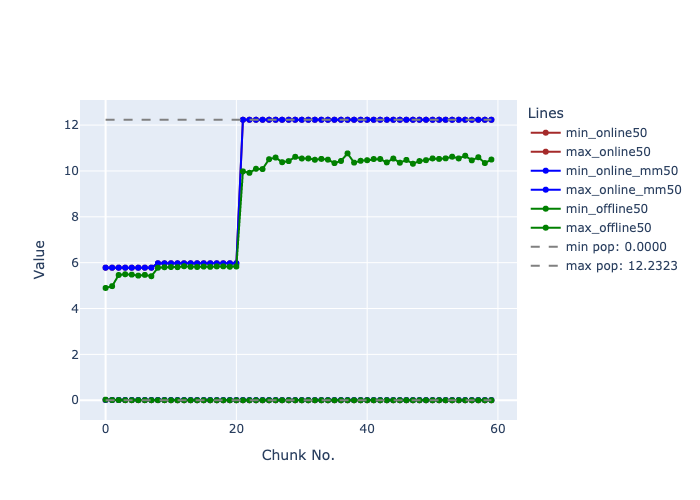 Lines
min_online50
max_online50
min_online_mm50
max_online_mm50
min_offline50
max_offline50
min pop: 0.0000
max pop: 12.2323
12
10
8
6
4
2
0
Value
0
20
40
60
Chunk No.